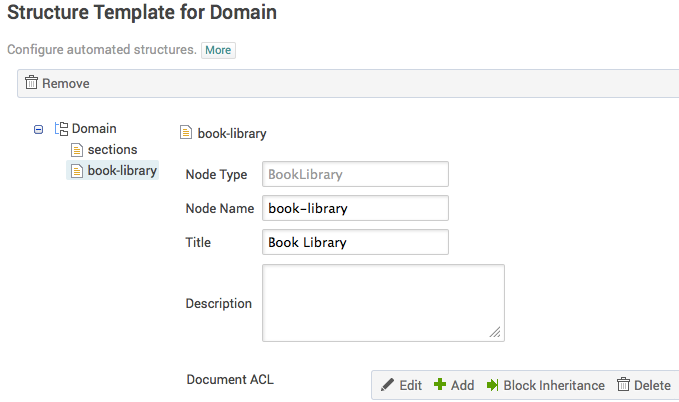 Structure Template for Domain
Configure automated structures. More
Remove
Domain
sections
book-library
book-library
Node Type BookLibrary
Node Name book-library
Title Book Library
Description
Document ACL Edit Add Block Inheritance Delete